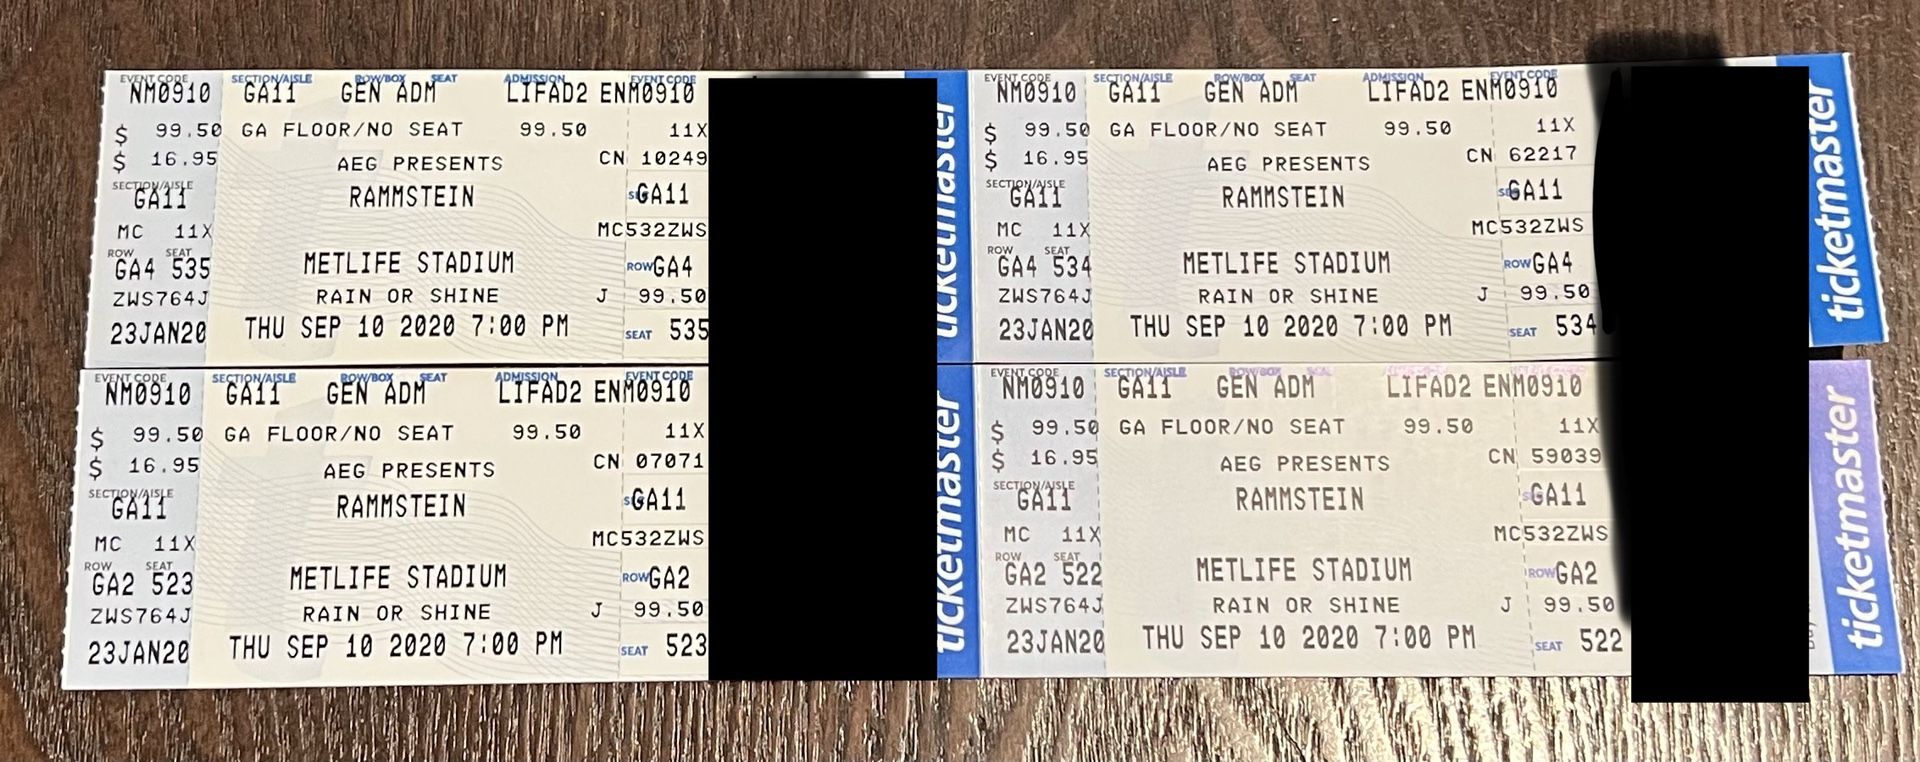 EVENT CODE SECTION/AISLE ROW/BOX SEAT ADMISSION EVENT CODE
NM0910 GA11 GEN ADM LIFAD2 ENM0910
$ 99.50 GA FLOOR/NO SEAT 99.50 11X
$ 16.95 AEG PRESENTS CN 10249
SECTION/AISLE
GA11 RAMMSTEIN GA11
MC 11X MC532ZWS
ROW SEAT
GA4 535 METLIFE STADIUM ROW GA4
ZWS764J RAIN OR SHINE J 99.50
23JAN20 THU SEP 10 2020 7:00 PM SEAT 535
ticketmaster
EVENT CODE SECTION/AISLE ROW/BOX SEAT ADMISSION EVENT CODE
NM0910 GA11 GEN ADM LIFAD2 ENM0910
$ 99.50 GA FLOOR/NO SEAT 99.50 11X
$ 16.95 AEG PRESENTS CN 62217
SECTION/AISLE
GA11 RAMMSTEIN GA11
MC 11X MC532ZWS
ROW SEAT
GA4 534 METLIFE STADIUM ROW GA4
ZWS764J RAIN OR SHINE J 99.50
23JAN20 THU SEP 10 2020 7:00 PM SEAT 534
ticketmaster
EVENT CODE SECTION/AISLE ROW/BOX SEAT ADMISSION EVENT CODE
NM0910 GA11 GEN ADM LIFAD2 ENM0910
$ 99.50 GA FLOOR/NO SEAT 99.50 11X
$ 16.95 AEG PRESENTS CN 07071
SECTION/AISLE
GA11 RAMMSTEIN GA11
MC 11X MC532ZWS
ROW SEAT
GA2 523 METLIFE STADIUM ROW GA2
ZWS764J RAIN OR SHINE J 99.50
23JAN20 THU SEP 10 2020 7:00 PM SEAT 523
ticketmaster
EVENT CODE SECTION/AISLE ROW/BOX
NM0910 GA11 GEN ADM LIFAD2 ENM0910
$ 99.50 GA FLOOR/NO SEAT 99.50 11X
$ 16.95 AEG PRESENTS CN 59039
SECTION/AISLE
GA11 RAMMSTEIN GA11
MC 11X MC532ZWS
ROW SEAT
GA2 522 METLIFE STADIUM ROW GA2
ZWS764J RAIN OR SHINE J 99.50
23JAN20 THU SEP 10 2020 7:00 PM SEAT 522
ticketmaster